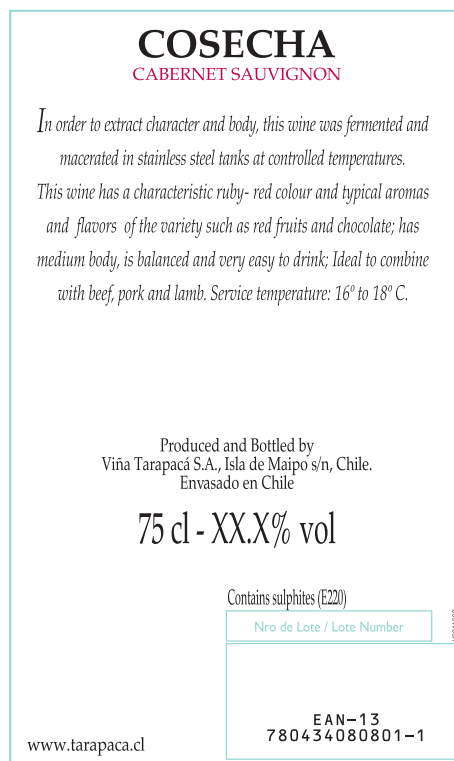 COSECHA
CABERNET SAUVIGNON
In order to extract character and body, this wine was fermented and
macerated in stainless steel tanks at controlled temperatures.
This wine has a characteristic ruby- red colour and typical aromas
and flavors of the variety such as red fruits and chocolate; has
medium body, is balanced and very easy to drink; Ideal to combine
with beef, pork and lamb. Service temperature: 16º to 18º C.
Produced and Bottled by
Viña Tarapacá S.A., Isla de Maipo s/n, Chile.
Envasado en Chile
75 cl - XX.X% vol
Contains sulphites (E220)
Nro de Lote / Lote Number
EAN-13
780434080801-1
www.tarapaca.cl